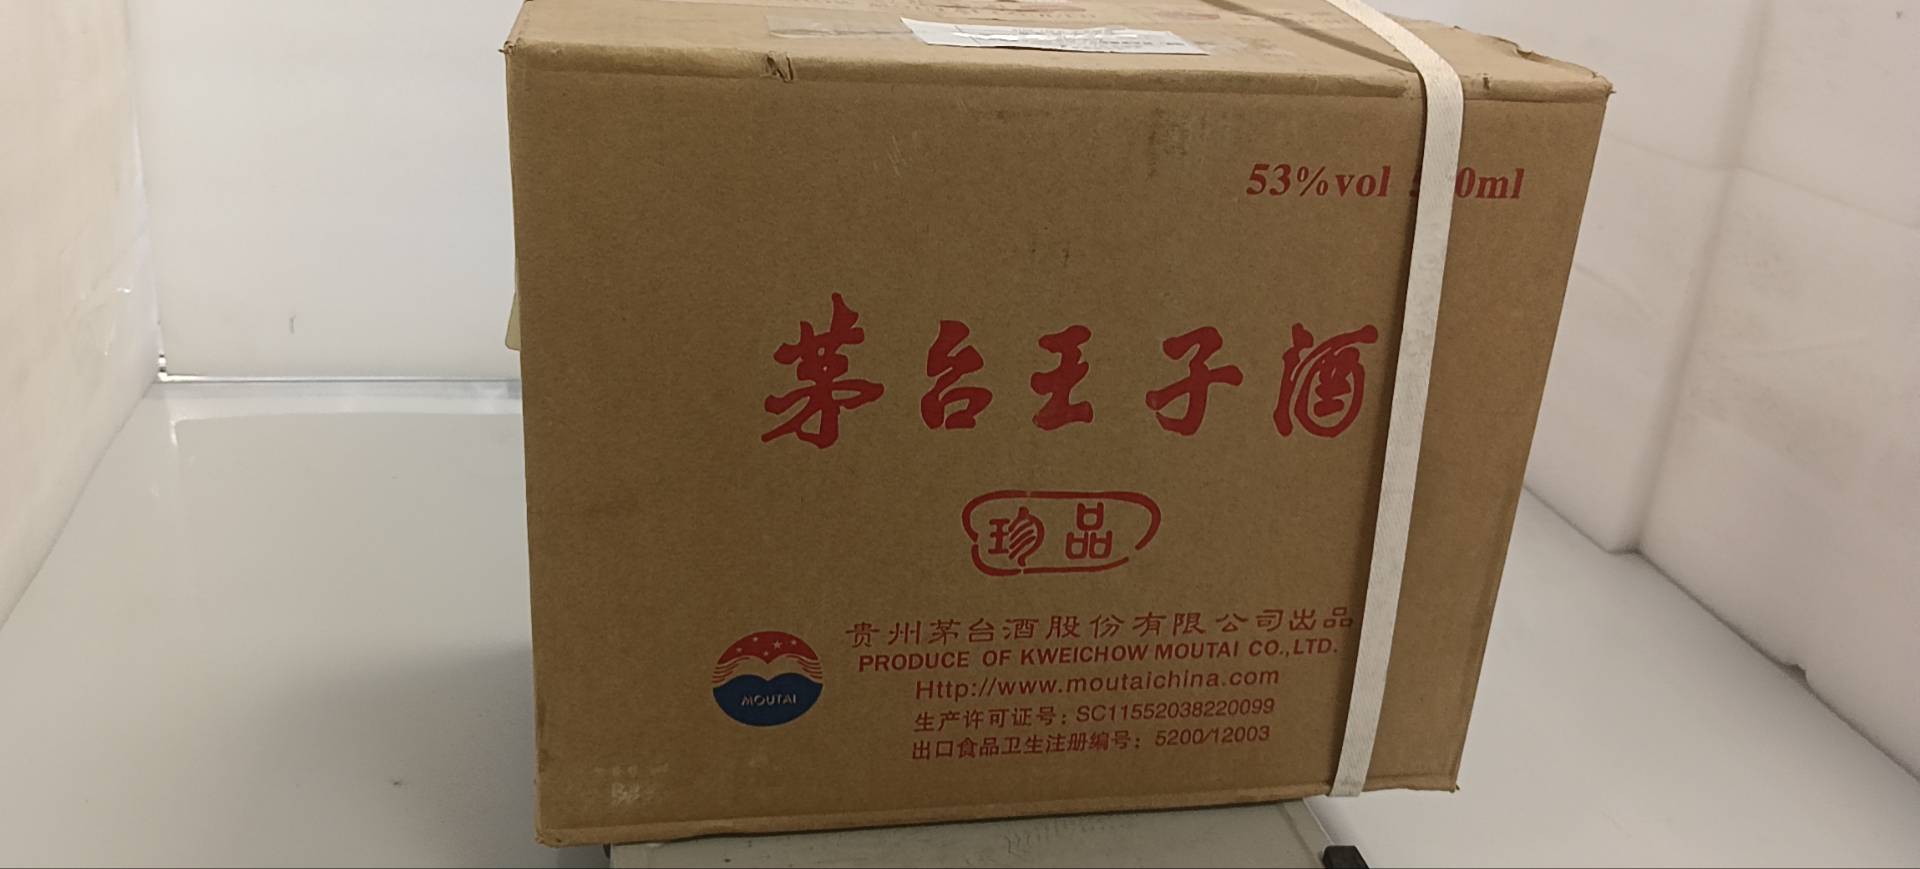 53%vol 0ml
茅台王子酒
珍品
贵州茅台酒股份有限公司出品
PRODUCE OF KWEICHOW MOUTAI CO.,LTD.
Http://www.moutaichina.com
生产许可证号：SC11552038220099
出口食品卫生注册编号：5200/12003
MOUTAI